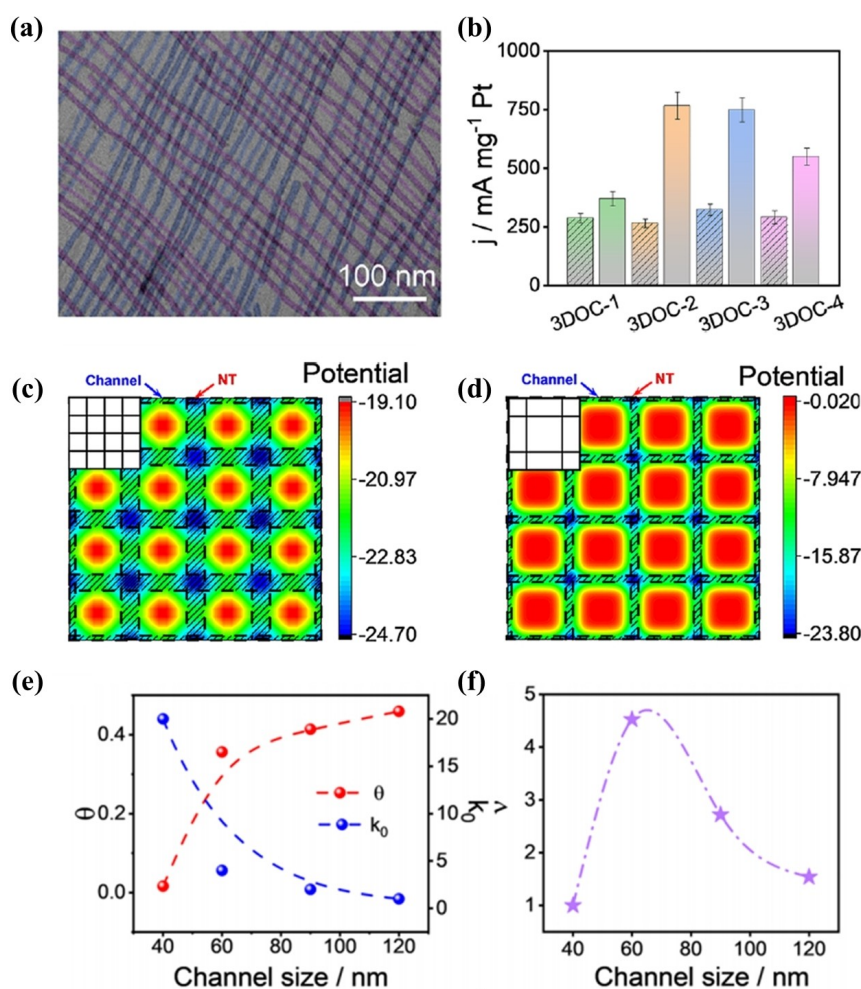 (a)
100 nm
(b)
j / mA mg⁻¹ Pt
1000
750
500
250
0
3DOC-1
3DOC-2
3DOC-3
3DOC-4
(c)
Channel
NT
Potential
-19.10
-20.97
-22.83
-24.70
(d)
Channel
NT
Potential
-0.020
-7.947
-15.87
-23.80
(e)
θ
0.4
0.2
0.0
θ
k₀
20
15
10
5
0
k₀
40 60 80 100 120
Channel size / nm
(f)
ν
5
4
3
2
1
40 60 80 100 120
Channel size / nm